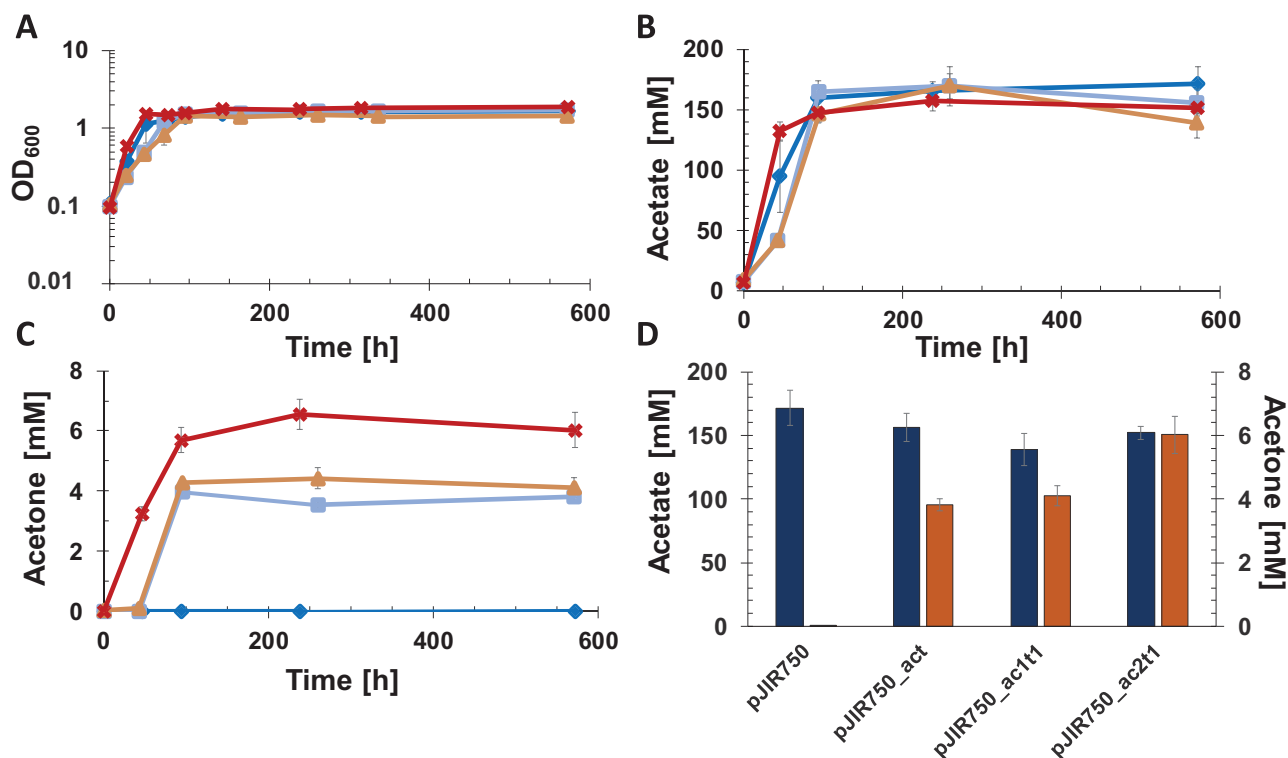 A
10
1
0.1
0.01
OD600
0
200
400
600
Time [h]
B
200
150
100
50
0
Acetate [mM]
0
200
400
600
Time [h]
C
8
6
4
2
0
Acetone [mM]
0
200
400
600
Time [h]
D
200
150
100
50
0
Acetate [mM]
8
6
4
2
0
Acetone [mM]
pJIR750
pJIR750_act
pJIR750_ac1t1
pJIR750_ac2t1